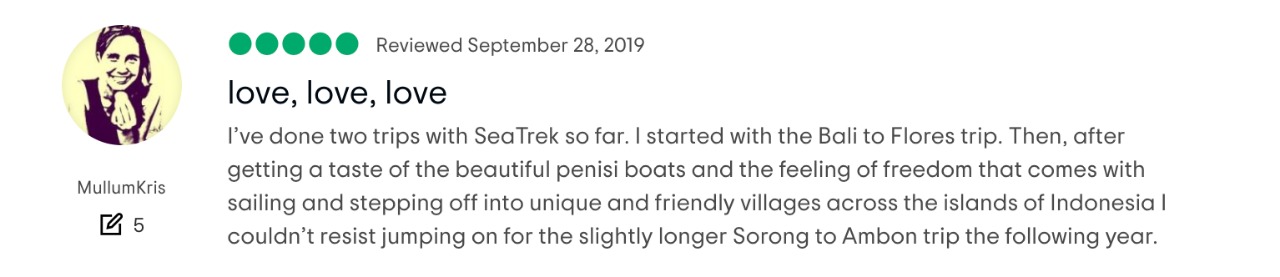 Reviewed September 28, 2019
love, love, love
I’ve done two trips with SeaTrek so far. I started with the Bali to Flores trip. Then, after
getting a taste of the beautiful penisi boats and the feeling of freedom that comes with
sailing and stepping off into unique and friendly villages across the islands of Indonesia I
couldn’t resist jumping on for the slightly longer Sorong to Ambon trip the following year.
MullumKris
5